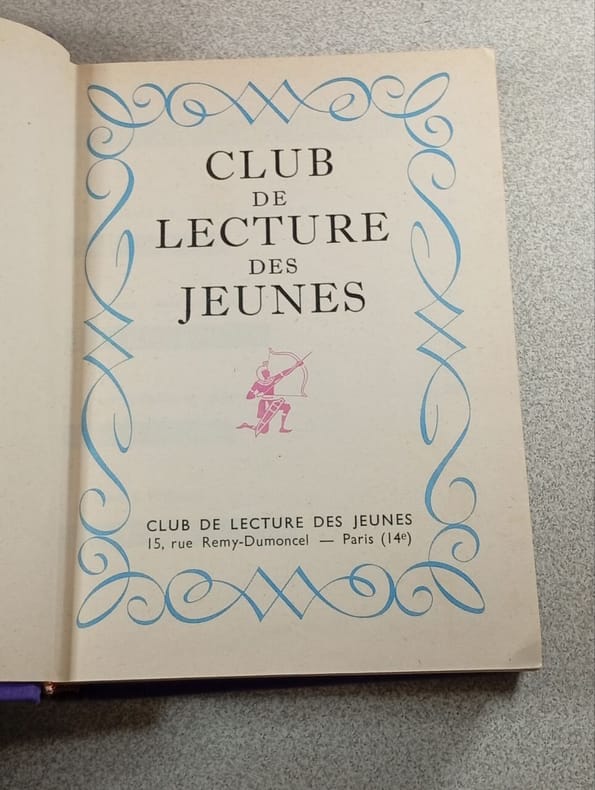 CLUB
DE
LECTURE
DES
JEUNES
CLUB DE LECTURE DES JEUNES
15, rue Remy-Dumoncel — Paris (14e)